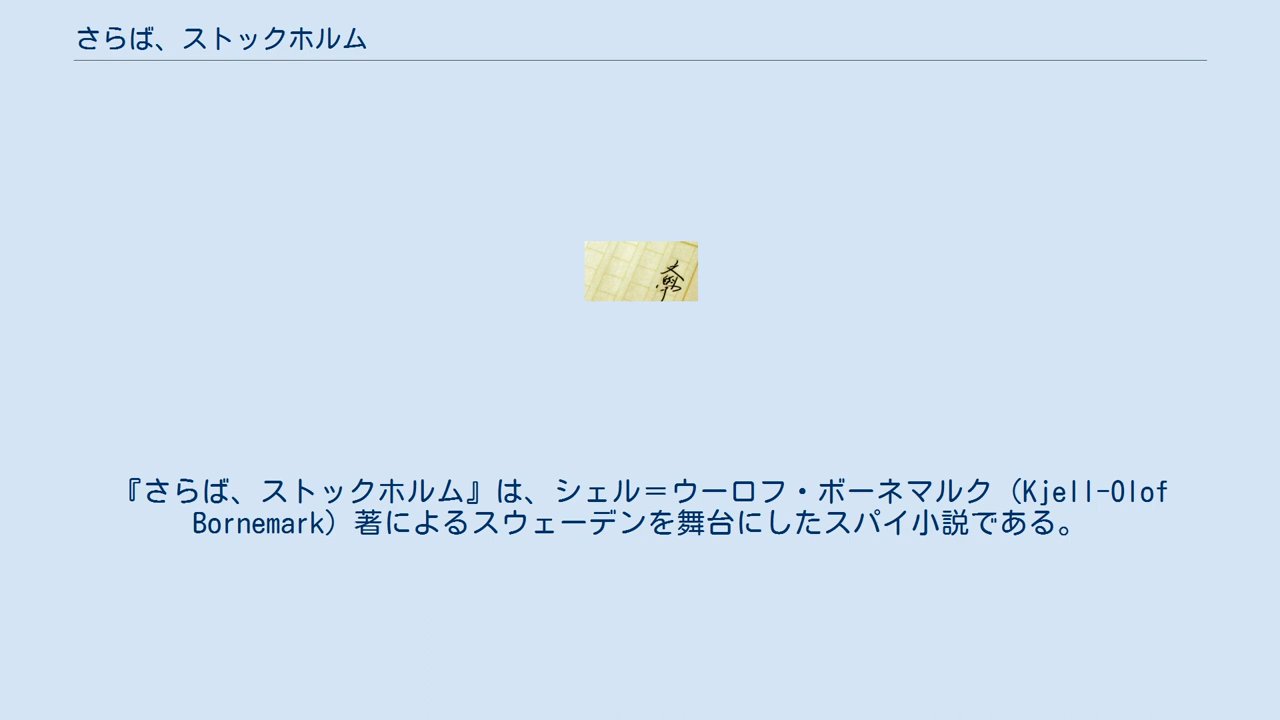 さらば、ストックホルム
『さらば、ストックホルム』は、シェル＝ウーロフ・ボーネマルク（Kjell-Olof
Bornemark）著によるスウェーデンを舞台にしたスパイ小説である。